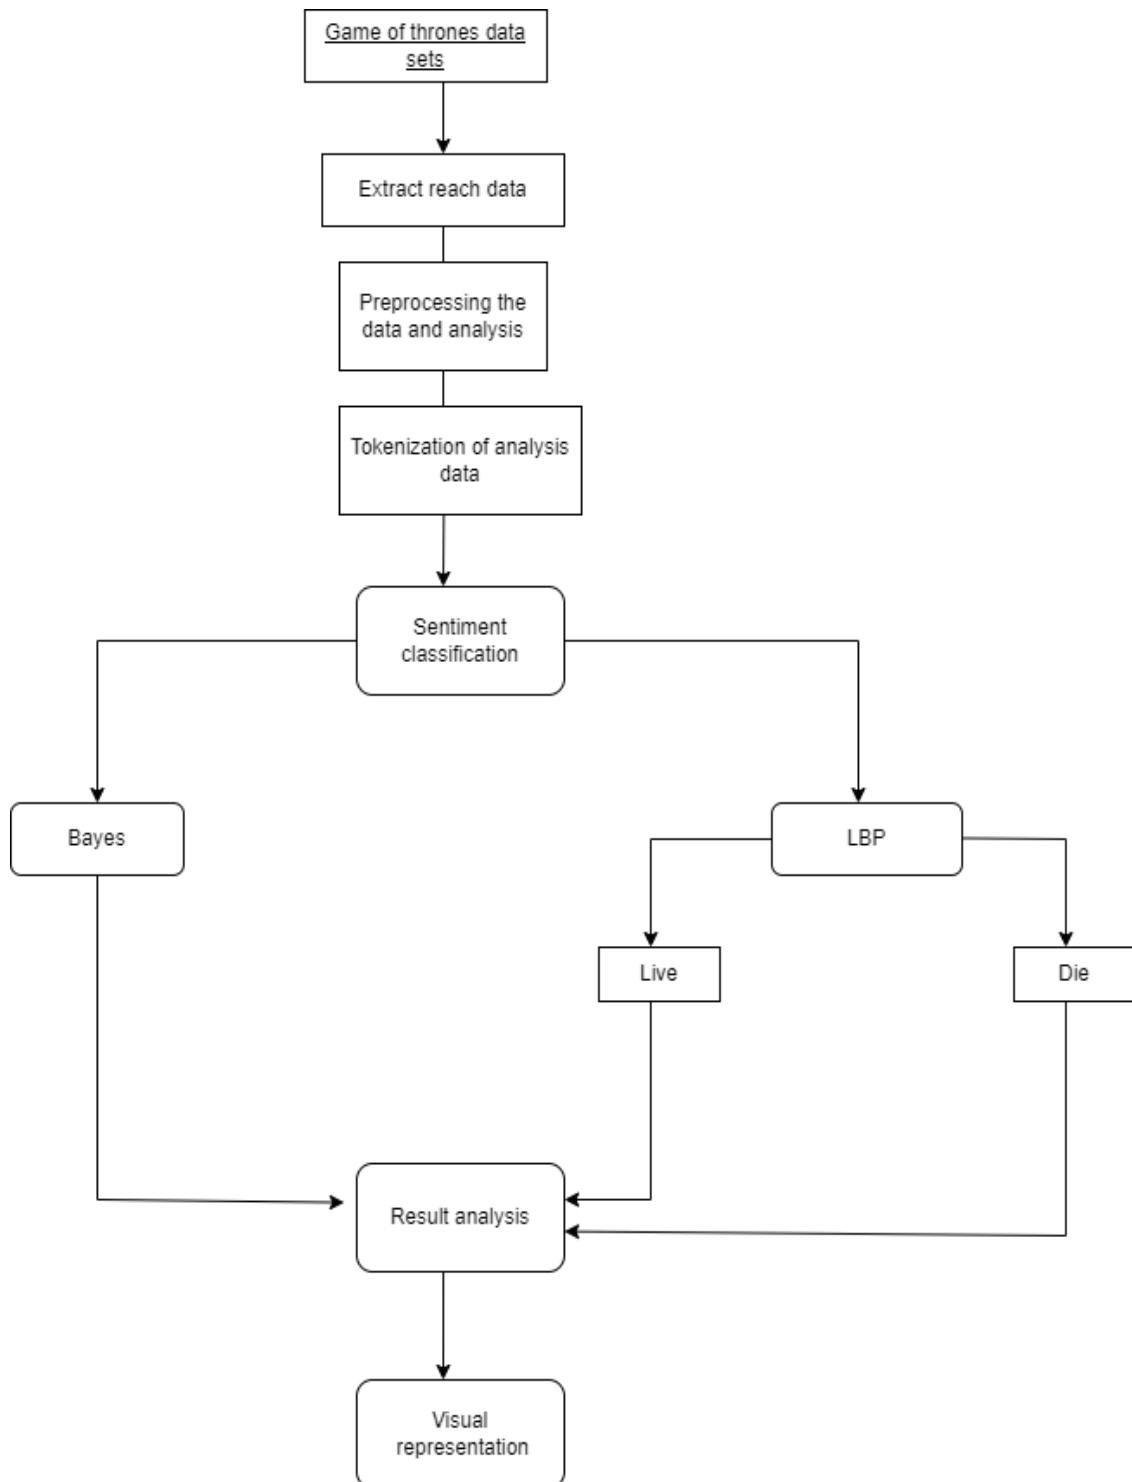 Game of thrones data
sets
Extract reach data
Preprocessing the
data and analysis
Tokenization of analysis
data
Sentiment
classification
Bayes
LBP
Live
Die
Result analysis
Visual
representation